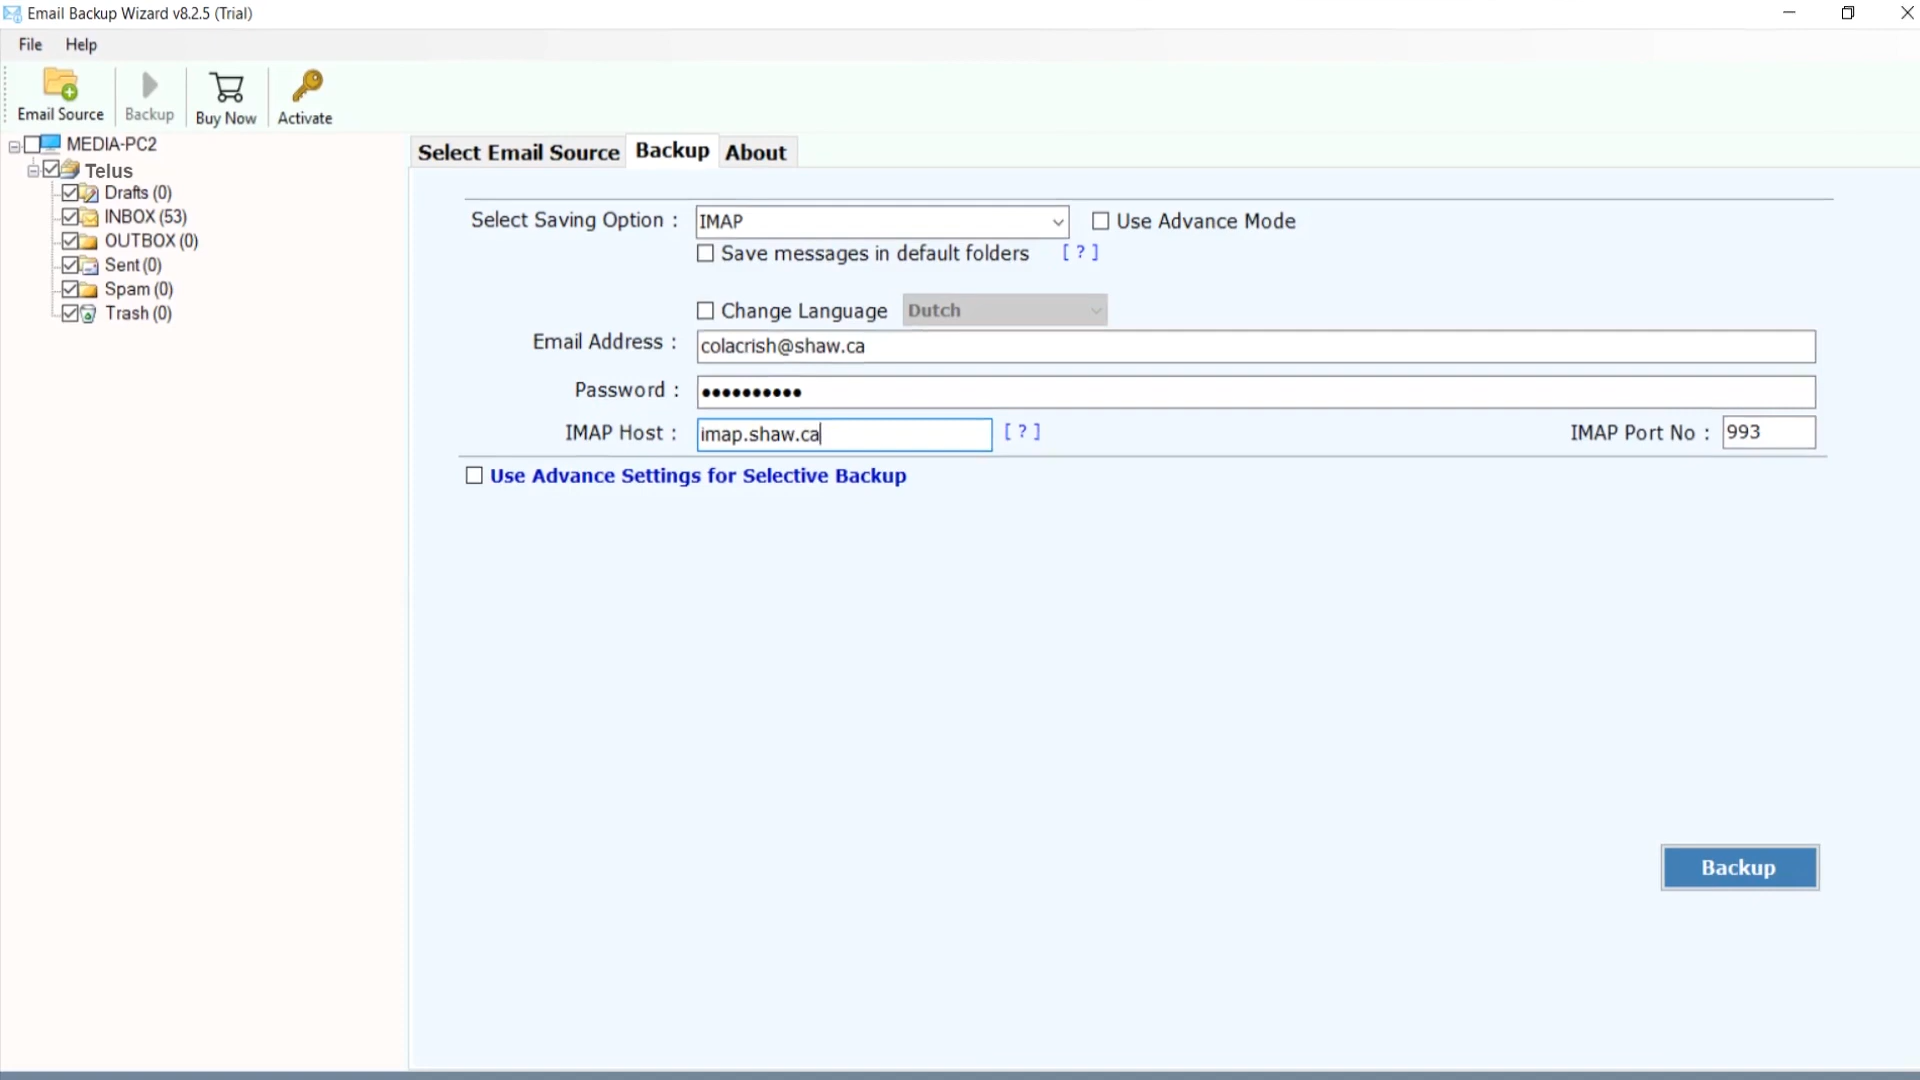 Email Backup Wizard v8.2.5 (Trial)
File Help
Email Source Backup Buy Now Activate
MEDIA-PC2
Telus
Drafts (0)
INBOX (53)
OUTBOX (0)
Sent (0)
Spam (0)
Trash (0)
Select Email Source Backup About
Select Saving Option : IMAP Use Advance Mode
Save messages in default folders [ ? ]
Change Language Dutch
Email Address : colacrish@shaw.ca
Password : ••••••••••
IMAP Host : imap.shaw.ca [ ? ] IMAP Port No : 993
Use Advance Settings for Selective Backup
Backup